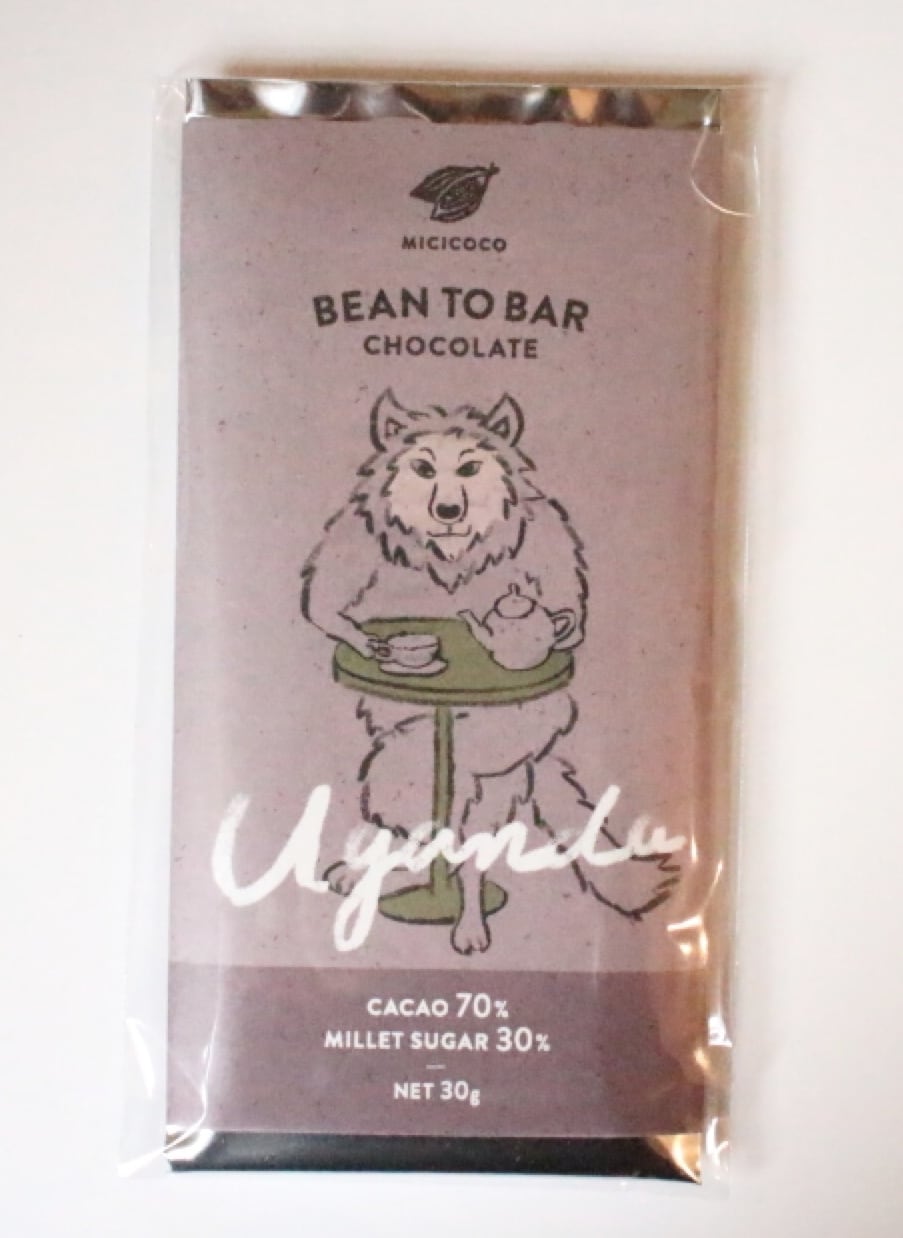 MICICOCO
BEAN TO BAR
CHOCOLATE
Uganda
CACAO 70%
MILLET SUGAR 30%
NET 30g